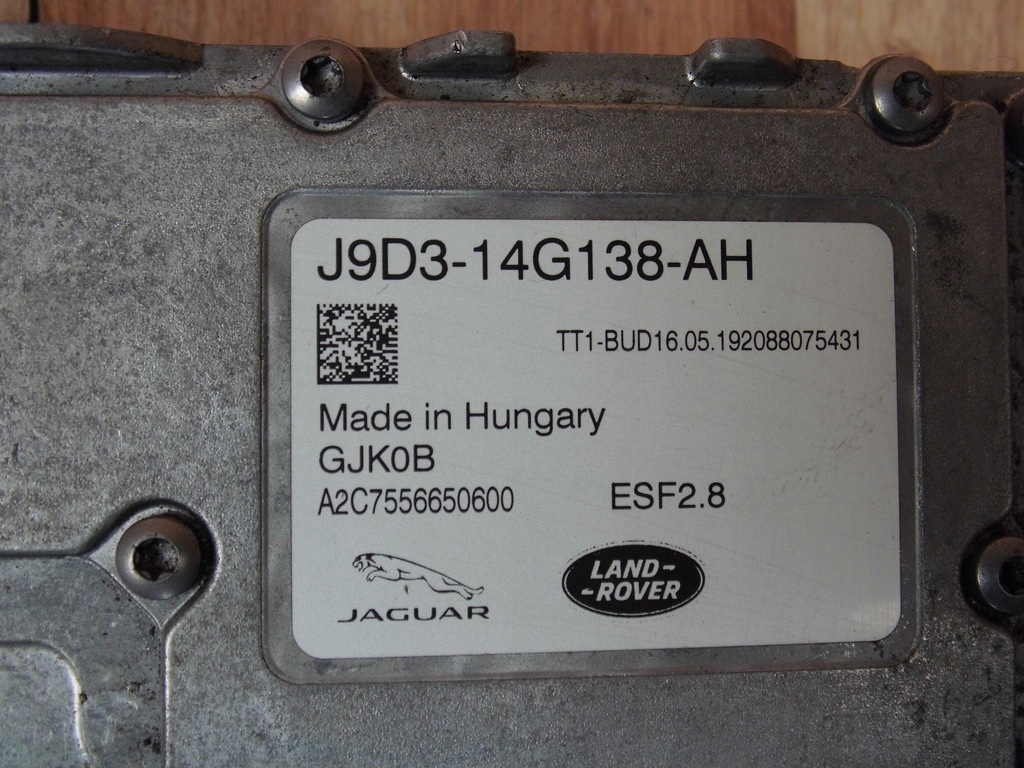 J9D3-14G138-AH
TT1-BUD16.05.192088075431
Made in Hungary
GJK0B
A2C7556650600 ESF2.8
JAGUAR
LAND-
-ROVER